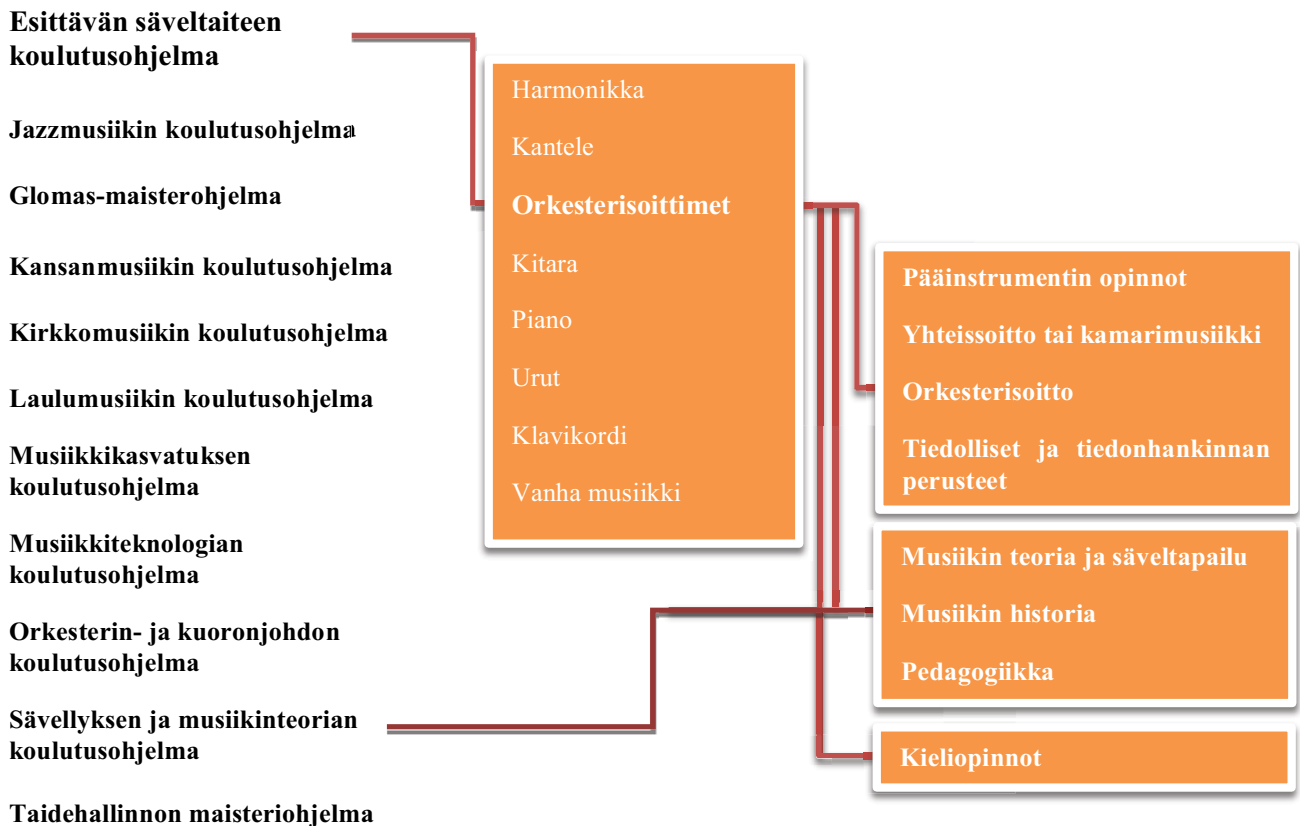 Esittävän säveltaiteen
koulutusohjelma
Jazzmusiikin koulutusohjelma
Glomas-maisterohjelma
Kansanmusiikin koulutusohjelma
Kirkkomusiikin koulutusohjelma
Laulumusiikin koulutusohjelma
Musiikkikasvatuksen
koulutusohjelma
Musiikkiteknologian
koulutusohjelma
Orkesterin- ja kuoronjohdon
koulutusohjelma
Sävellyksen ja musiikinteorian
koulutusohjelma
Taidehallinnon maisteriohjelma
Harmonikka
Kantele
Orkesterisoittimet
Kitara
Piano
Urut
Klavikordi
Vanha musiikki
Pääinstrumentin opinnot
Yhteissoitto tai kamarimusiikki
Orkesterisoitto
Tiedolliset ja tiedonhankinnan
perusteet
Musiikin teoria ja säveltapailu
Musiikin historia
Pedagogiikka
Kieliopinnot